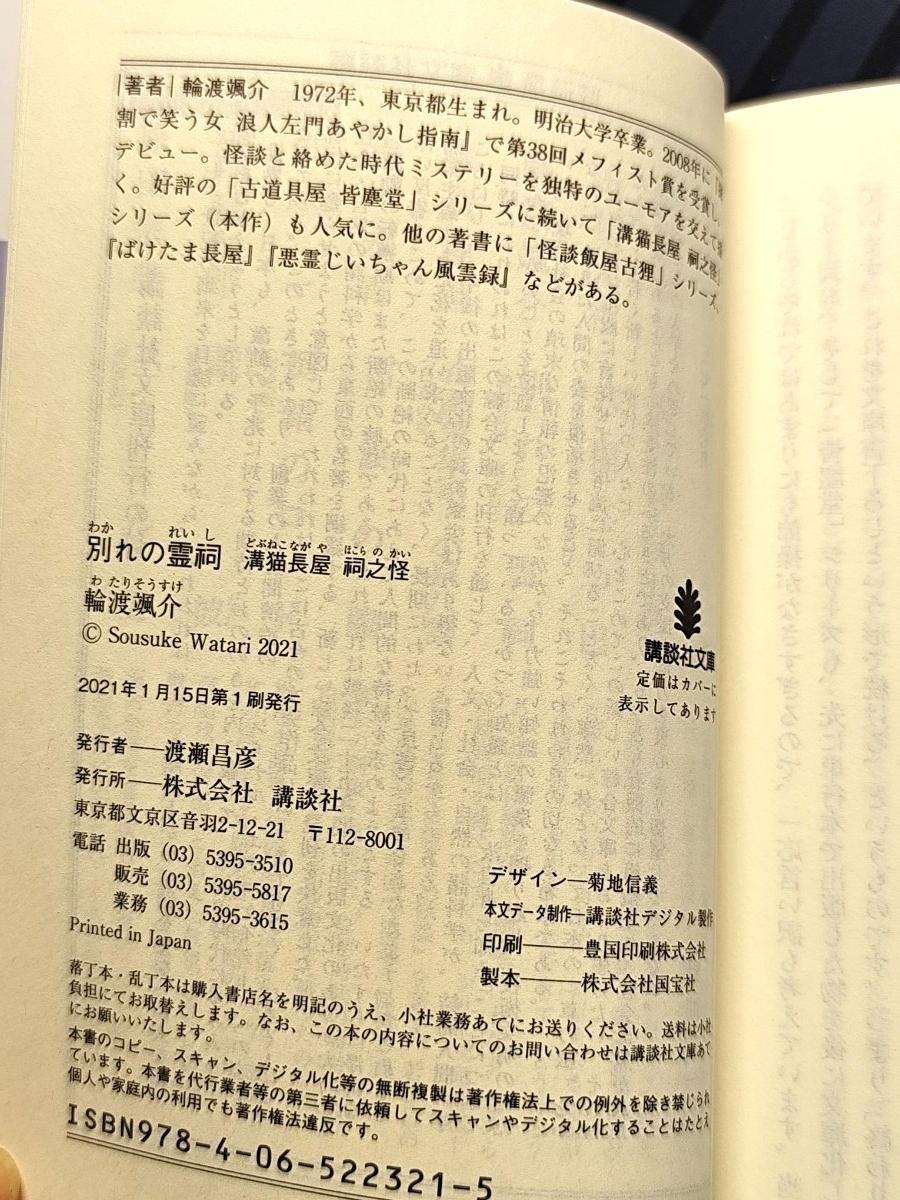 |著者| 輪渡颯介 1972年、東京都生まれ。明治大学卒業。2008年に『
割で笑う女 浪人左門あやかし指南』で第38回メフィスト賞を受賞し、
デビュー。怪談と絡めた時代ミステリーを独特のユーモアを交えて
く。好評の「古道具屋 皆塵堂」シリーズに続いて「溝猫長屋 祠之怪」
シリーズ（本作）も人気に。他の著書に「怪談飯屋古狸」シリーズ、
『ばけたま長屋』『悪霊じいちゃん風雲録』などがある。
わか れいし どぶねこながや ほこらのかい
別れの霊祠 溝猫長屋 祠之怪
わたりそうすけ
輪渡颯介
© Sousuke Watari 2021
2021年1月15日第1刷発行
発行者——渡瀬昌彦
発行所——株式会社 講談社
東京都文京区音羽2-12-21 〒112-8001
電話 出版 (03) 5395-3510
販売 (03) 5395-5817
業務 (03) 5395-3615
Printed in Japan
講談社文庫
定価はカバーに
表示してあります
デザイン—菊地信義
本文データ制作—講談社デジタル製作
印刷———豊国印刷株式会社
製本———株式会社国宝社
落丁本・乱丁本は購入書店名を明記のうえ、小社業務あてにお送りください。送料は小社
負担にてお取替えします。なお、この本の内容についてのお問い合わせは講談社文庫あて
にお願いいたします。
本書のコピー、スキャン、デジタル化等の無断複製は著作権法上での例外を除き禁じられ
ています。本書を代行業者等の第三者に依頼してスキャンやデジタル化することはたとえ
個人や家庭内の利用でも著作権法違反です。
ISBN978-4-06-522321-5